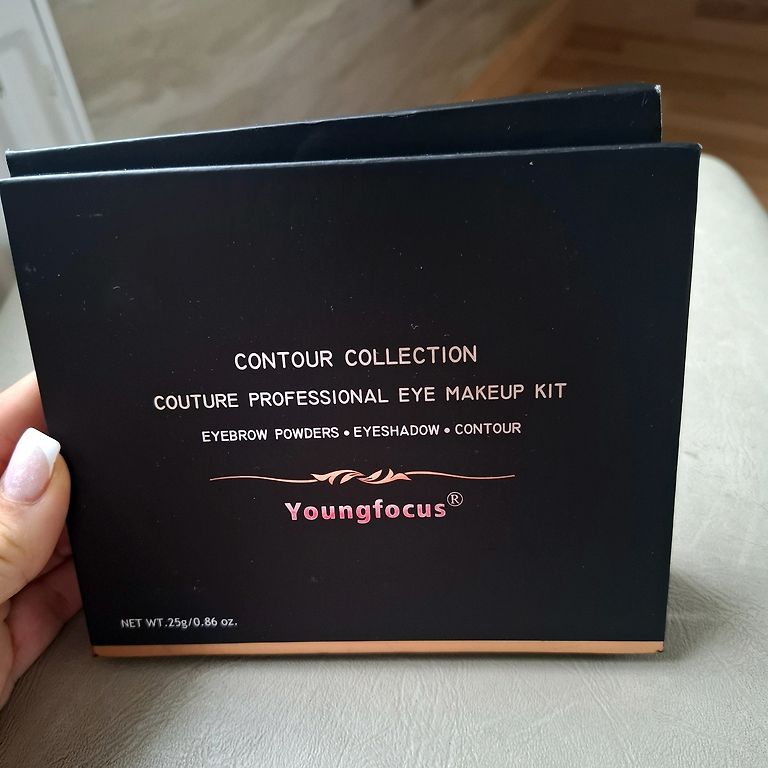 CONTOUR COLLECTION
COUTURE PROFESSIONAL EYE MAKEUP KIT
EYEBROW POWDERS • EYESHADOW • CONTOUR
Youngfocus®
NET WT.25g/0.86 oz.